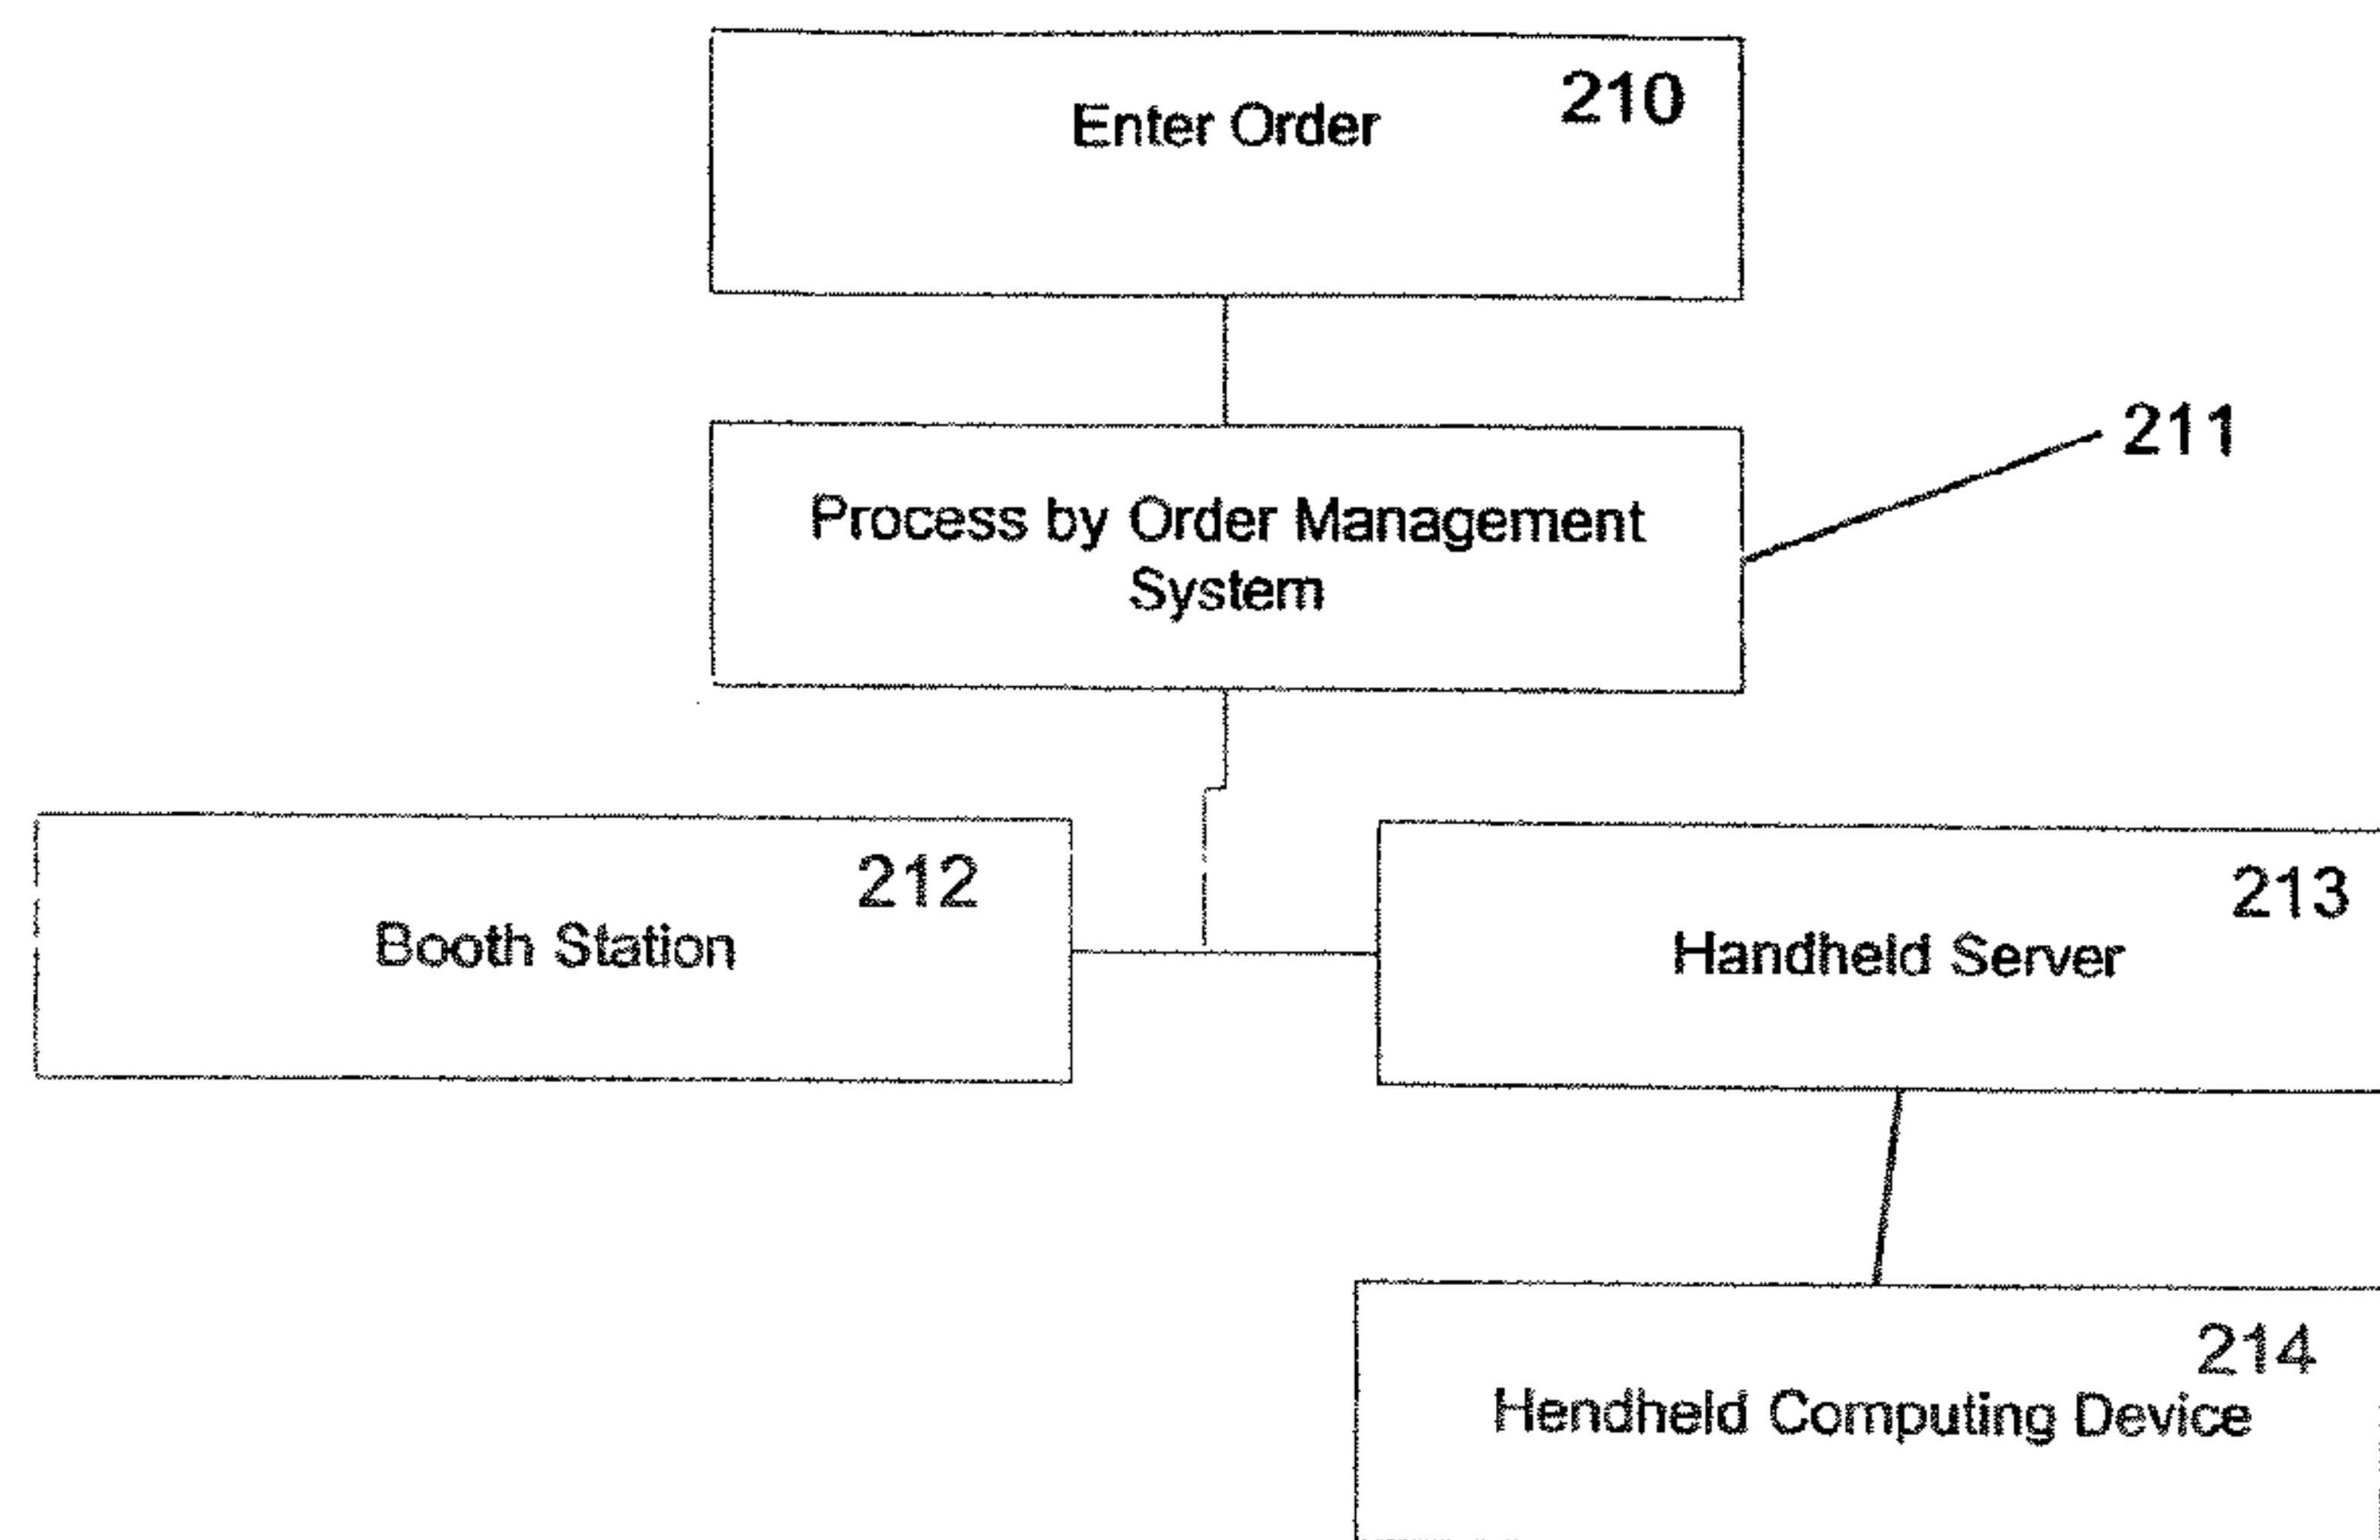 210
Enter Order
211
Process by Order Management
System
212
Booth Station
213
Handheld Server
214
Hendheld Computing Device